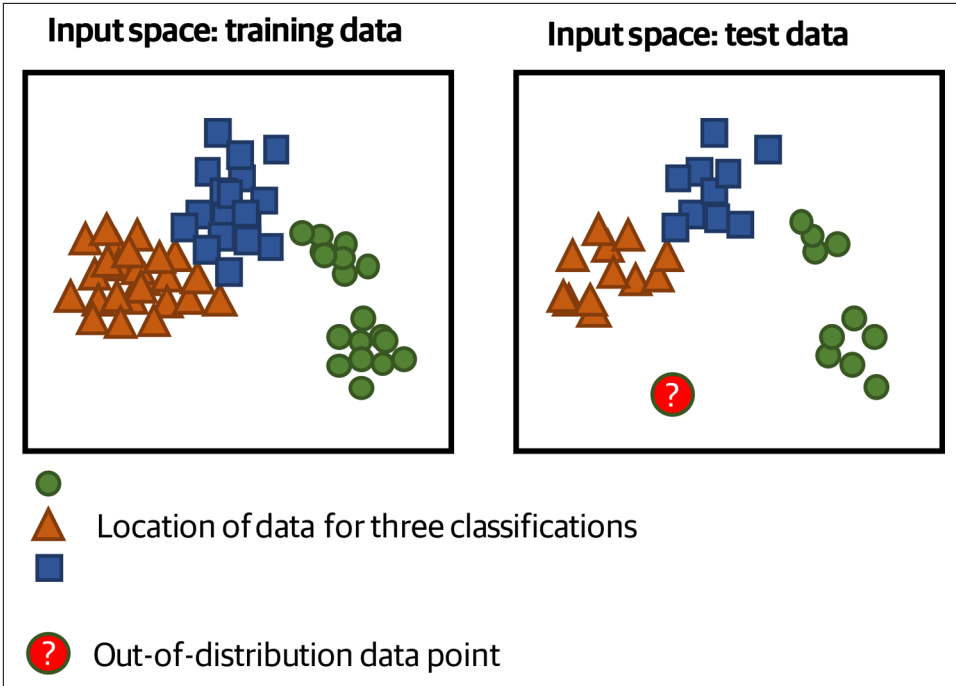 Input space: training data
Input space: test data
?
Location of data for three classifications
? Out-of-distribution data point